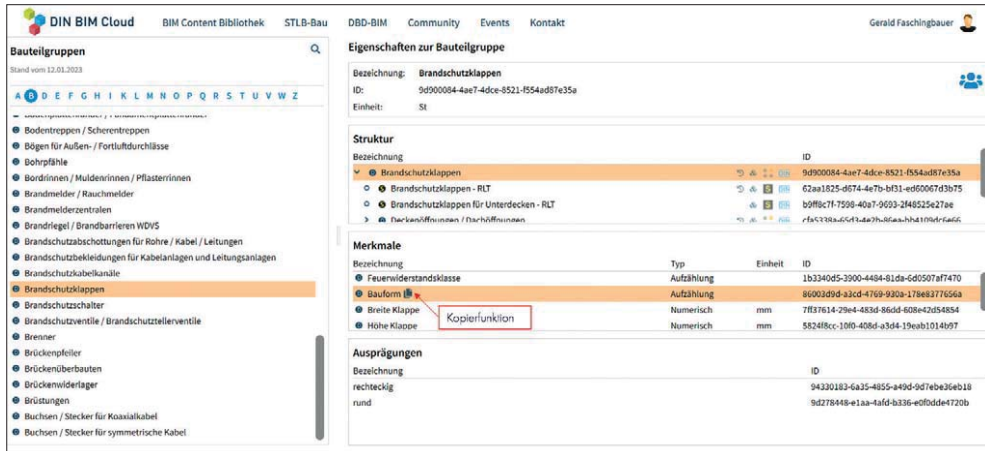 DIN BIM Cloud BIM Content Bibliothek STLB-Bau DBD-BIM Community Events Kontakt Gerald Faschingbauer
Bauteilgruppen
Stand vom 12.01.2023
A B D E F G H I K L M N O P Q R S T U V W Z
Bodentreppen / Scherentreppen
Bögen für Außen- / Fortluftdurchlässe
Bohrpfähle
Bordrinnen / Muldenrinnen / Pflasterrinnen
Brandmelder / Rauchmelder
Brandmelderzentralen
Brandriegel / Brandbarrieren WDVS
Brandschutzabschottungen für Rohre / Kabel / Leitungen
Brandschutzbekleidungen für Kabelanlagen und Leitungsanlagen
Brandschutzkabelkanäle
Brandschutzklappen
Brandschutzschalter
Brandschutzventile / Brandschutztellerventile
Brenner
Brückenpfeiler
Brückenüberbauten
Brückenwiderlager
Brüstungen
Buchsen / Stecker für Koaxialkabel
Buchsen / Stecker für symmetrische Kabel
Eigenschaften zur Bauteilgruppe
Bezeichnung: Brandschutzklappen
ID: 9d900084-4ae7-4dce-8521-f554ad87e35a
Einheit: St
Struktur
Bezeichnung ID
Brandschutzklappen 9d900084-4ae7-4dce-8521-f554ad87e35a
Brandschutzklappen - RLT 62aa1825-d674-4e7b-bf31-ed60067d3b75
Brandschutzklappen für Unterdecken - RLT b9ff8c7f-7598-40a7-9693-2f48525e27ae
Deckenöffnungen / Dachöffnungen cfa5338a-65d3-4e2b-86ea-bb4109dc6e66
Merkmale
Bezeichnung Typ Einheit ID
Feuerwiderstandsklasse Aufzählung 1b3340d5-3900-4484-81da-6d0507af7470
Bauform Aufzählung 86003d9d-a3cd-4769-930a-178e8377656a
Breite Klappe Numerisch mm 7ff37614-29e4-483d-86dd-608e42d54854
Höhe Klappe Numerisch mm 5824f8cc-10f0-408d-a3d4-19eab1014b97
Kopierfunktion
Ausprägungen
Bezeichnung ID
rechteckig 94330183-6a35-4855-a49d-9d7ebe36eb18
rund 9d278448-e1aa-4afd-b336-e0f0dde4720b